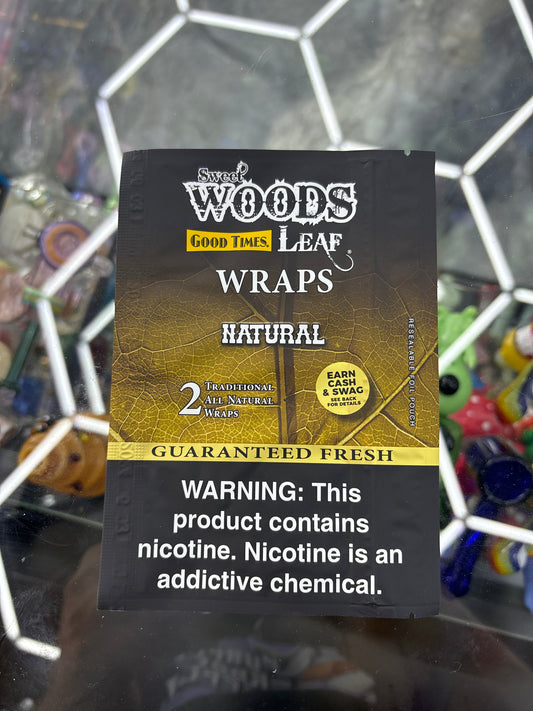 Sweet
WOODS
GOOD TIMES. LEAF®
WRAPS
NATURAL
2 TRADITIONAL
ALL NATURAL
WRAPS
EARN
CASH
& SWAG
SEE BACK
FOR DETAILS
RESEALABLE FOIL POUCH
GUARANTEED FRESH
WARNING: This
product contains
nicotine. Nicotine is an
addictive chemical.